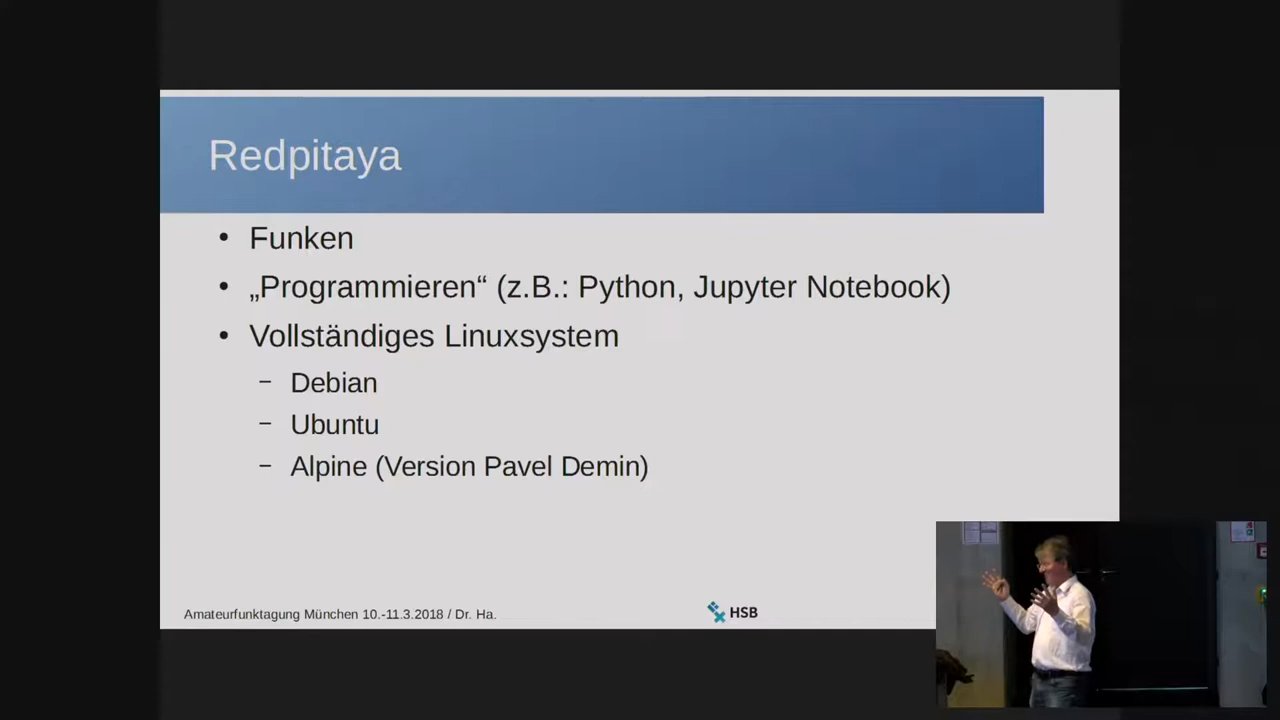 Redpitaya
• Funken
• „Programmieren“ (z.B.: Python, Jupyter Notebook)
• Vollständiges Linuxsystem
– Debian
– Ubuntu
– Alpine (Version Pavel Demin)
Amateurfunktagung München 10.-11.3.2018 / Dr. Ha.
HSB